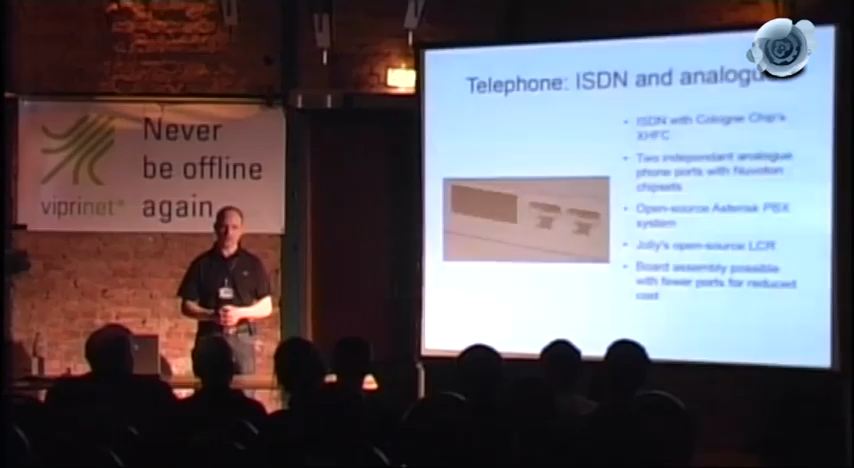 Never
be offline
again
viprinet
Telephone: ISDN and analogu
• ISDN with Cologne Chip's
XHFC
• Two independant analogue
phone ports with Nuvoton
chipsets
• Open-source Asterisk PBX
system
• Jolly's open-source LCR
• Board assembly possible
with fewer ports for reduced
cost